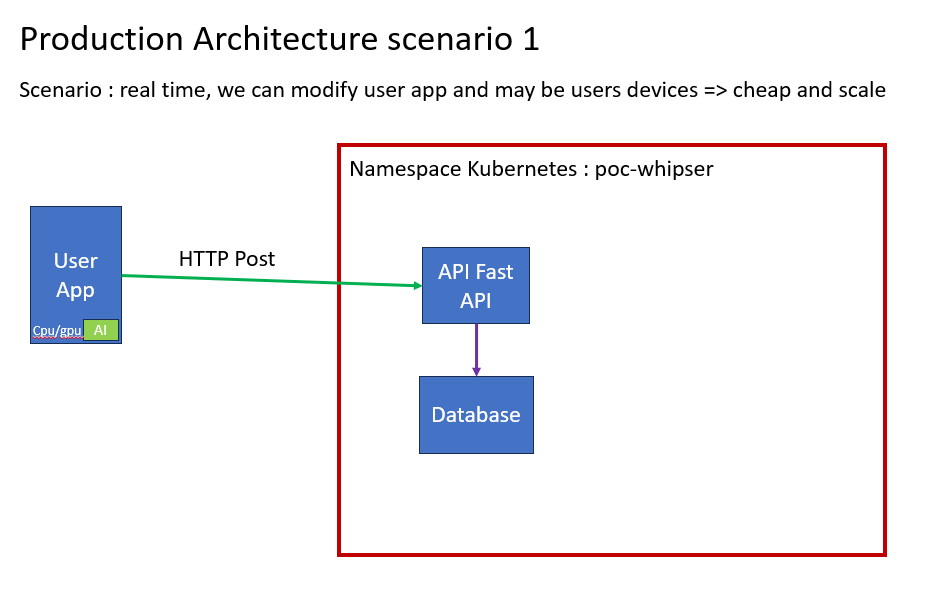 Production Architecture scenario 1
Scenario : real time, we can modify user app and may be users devices => cheap and scale
Namespace Kubernetes : poc-whipser
User
App
Cpu/gpu
AI
HTTP Post
API Fast
API
Database